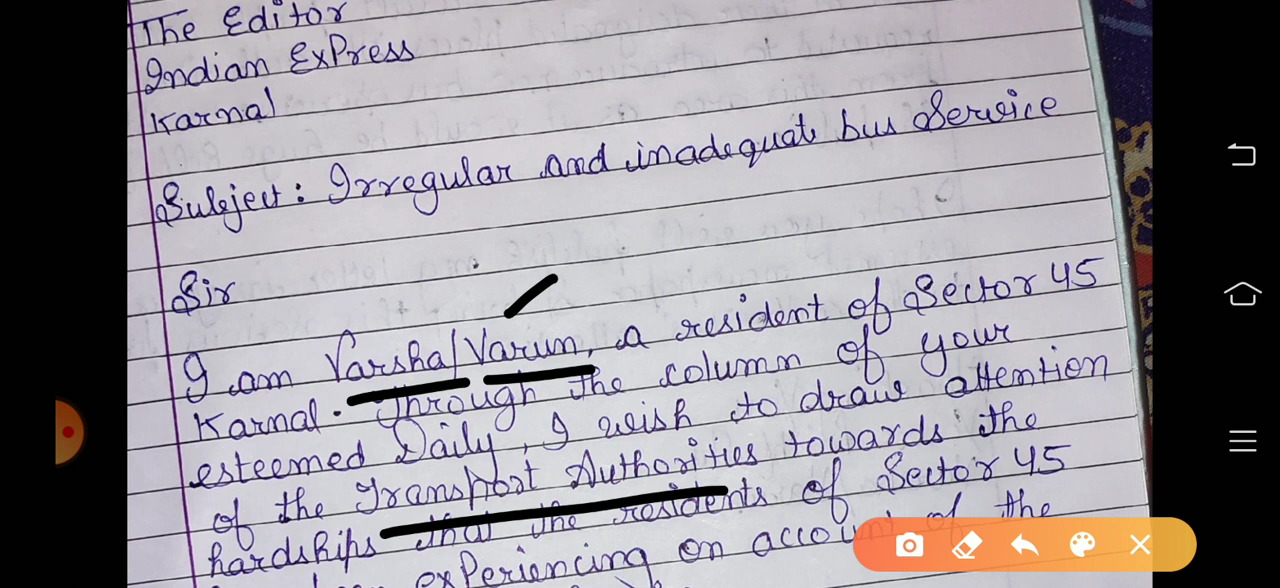 The Editor
Indian Express
Karnal
Subject: Irregular and inadequate bus Service
Sir
I am Varsha/Varun, a resident of Sector 45
Karnal. Through the column of your
esteemed Daily, I wish to draw attention
of the Transport Authorities towards the
hardships that the residents of Sector 45
experiencing on account of the